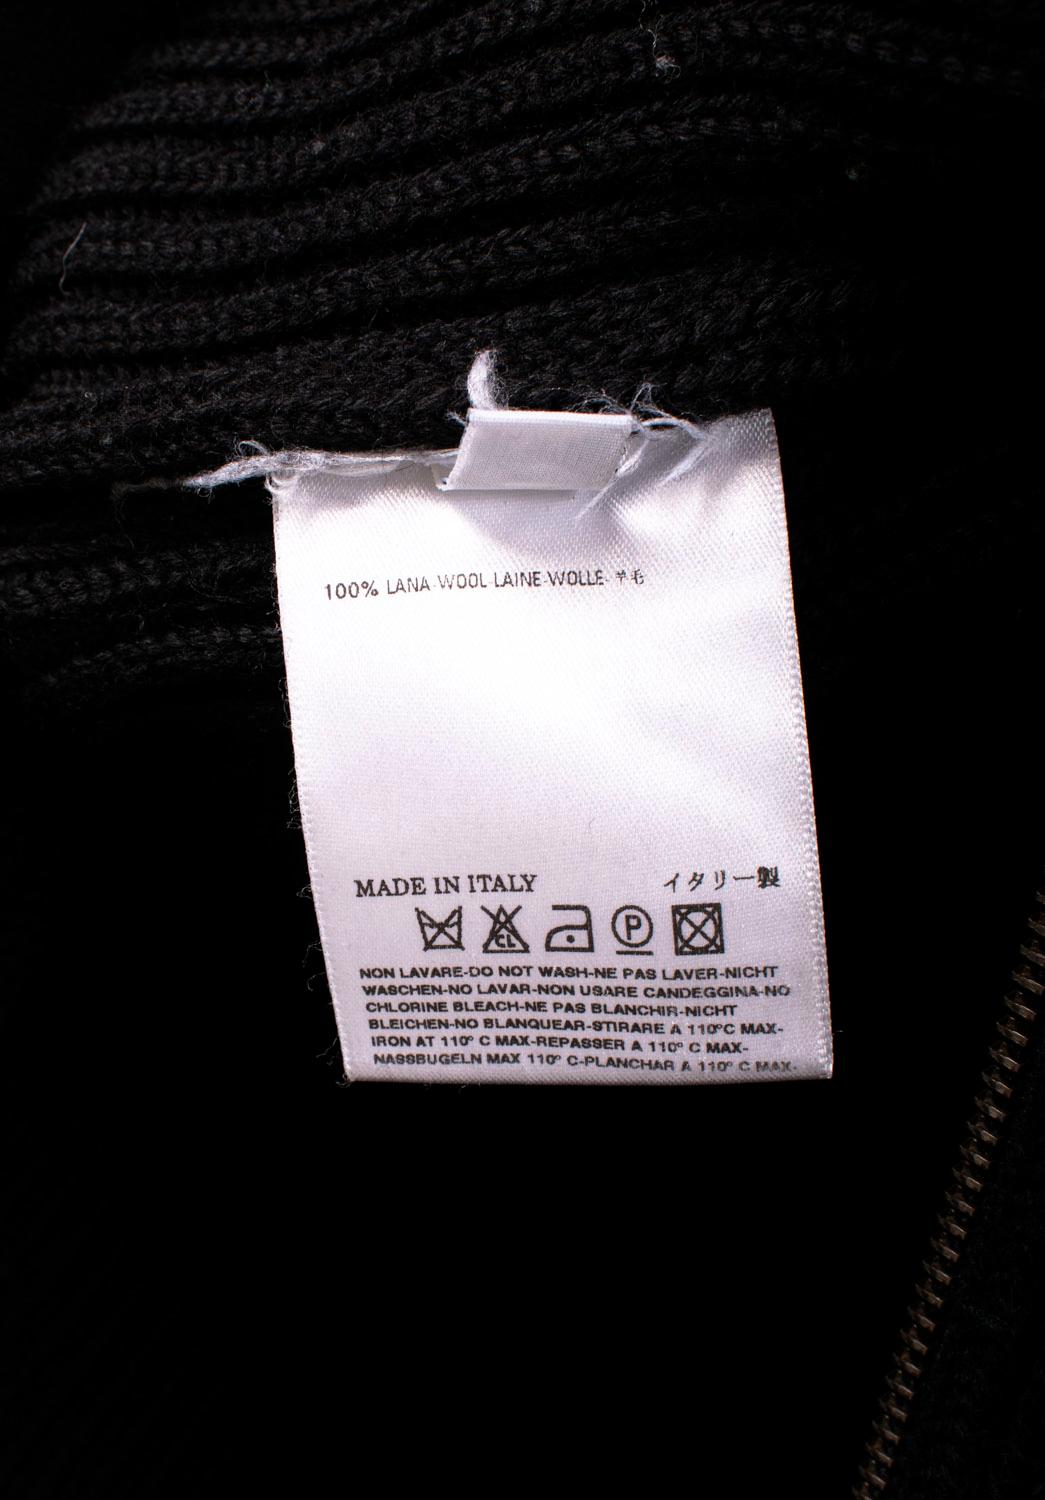 100% LANA-WOOL-LAINE-WOLLE- 羊毛
MADE IN ITALY イタリー製
CL P
NON LAVARE-DO NOT WASH-NE PAS LAVER-NICHT
WASCHEN-NO LAVAR-NON USARE CANDEGGINA-NO
CHLORINE BLEACH-NE PAS BLANCHIR-NICHT
BLEICHEN-NO BLANQUEAR-STIRARE A 110°C MAX-
IRON AT 110° C MAX-REPASSER A 110° C MAX-
NASSBUGELN MAX 110° C-PLANCHAR A 110° C MAX-